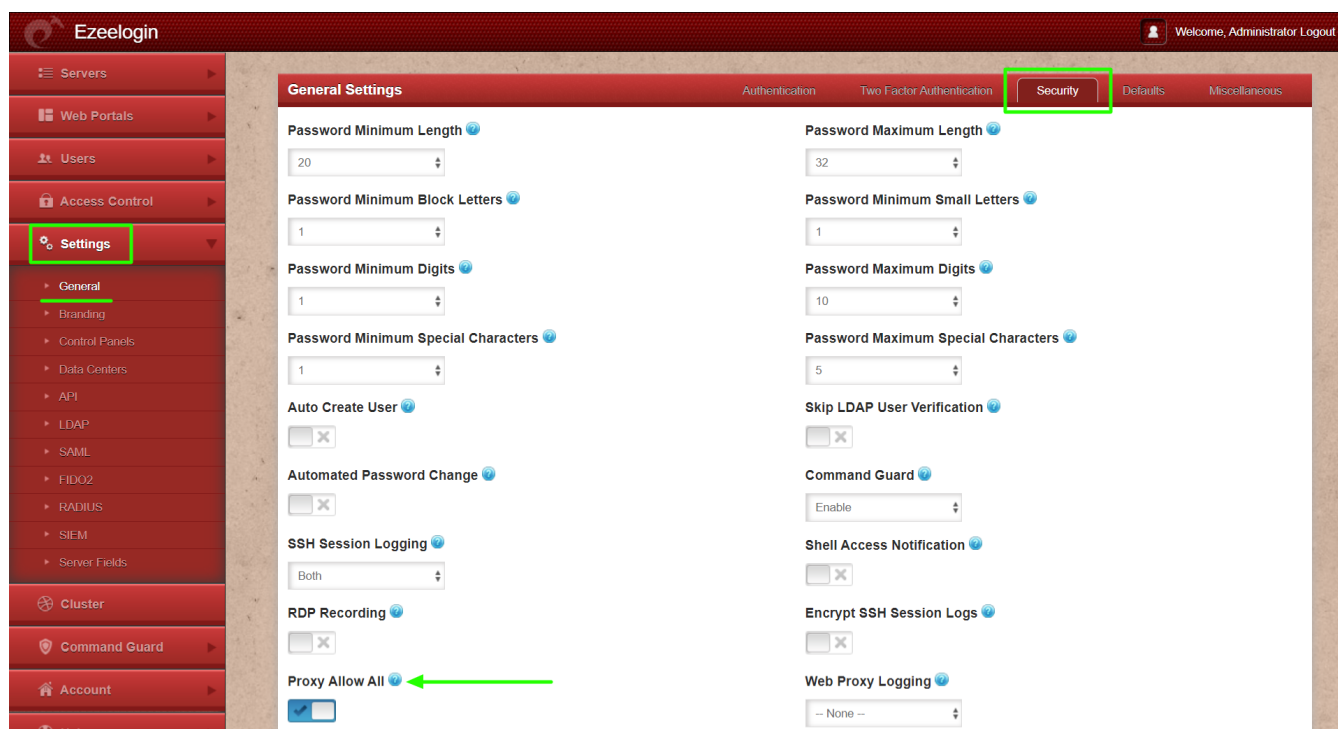 Ezeelogin
Welcome, Administrator Logout
Servers
Web Portals
Users
Access Control
Settings
General
Branding
Control Panels
Data Centers
API
LDAP
SAML
FIDO2
RADIUS
SIEM
Server Fields
Cluster
Command Guard
Account
General Settings
Authentication
Two Factor Authentication
Security
Defaults
Miscellaneous
Password Minimum Length
20
Password Maximum Length
32
Password Minimum Block Letters
1
Password Minimum Small Letters
1
Password Minimum Digits
1
Password Maximum Digits
10
Password Minimum Special Characters
1
Password Maximum Special Characters
5
Auto Create User
Skip LDAP User Verification
Automated Password Change
Command Guard
Enable
SSH Session Logging
Both
Shell Access Notification
RDP Recording
Encrypt SSH Session Logs
Proxy Allow All
Web Proxy Logging
-- None --